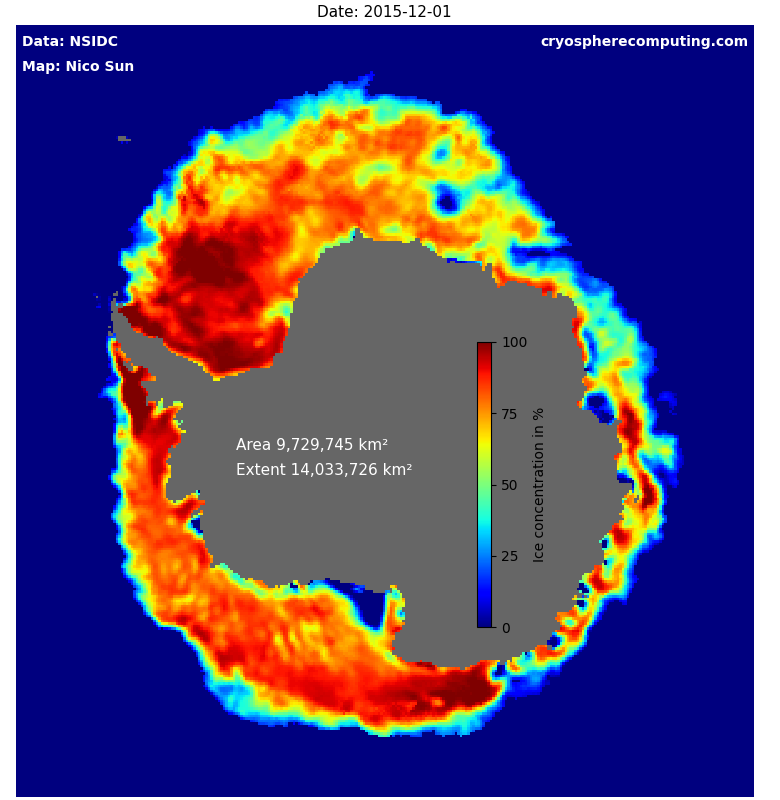 Date: 2015-12-01
Data: NSIDC
cryospherecomputing.com
Map: Nico Sun
100
75
50
25
0
Ice concentration in %
Area 9,729,745 km²
Extent 14,033,726 km²